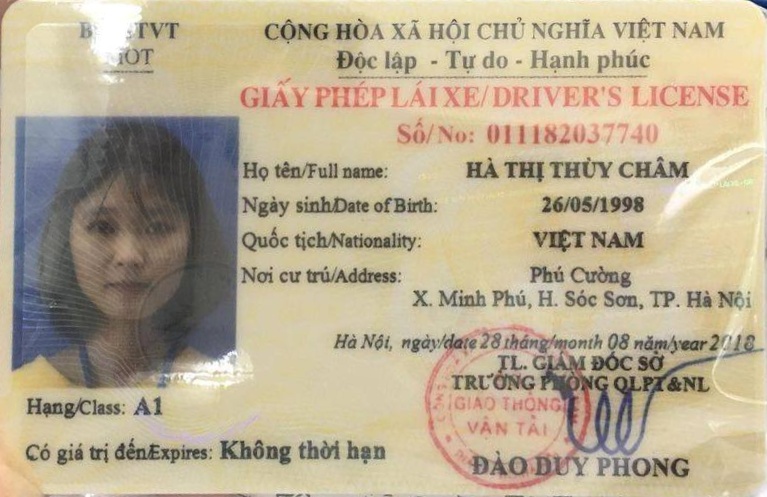 CỘNG HÒA XÃ HỘI CHỦ NGHĨA VIỆT NAM
Độc lập - Tự do - Hạnh phúc
GIẤY PHÉP LÁI XE/DRIVER'S LICENSE
Số/No: 011182037740
Họ tên/Full name: HÀ THỊ THÙY CHÂM
Ngày sinh/Date of Birth: 26/05/1998
Quốc tịch/Nationality: VIỆT NAM
Nơi cư trú/Address: Phú Cường
X. Minh Phú, H. Sóc Sơn, TP. Hà Nội
Hà Nội, ngày/date 28 tháng/month 08 năm/year 2018
TL. GIÁM ĐỐC SỞ
TRƯỞNG PHÒNG QLPT&NL
GIAO THÔNG
VẬN TẢI
ĐÀO DUY PHONG
Hạng/Class: A1
Có giá trị đến/Expires: Không thời hạn